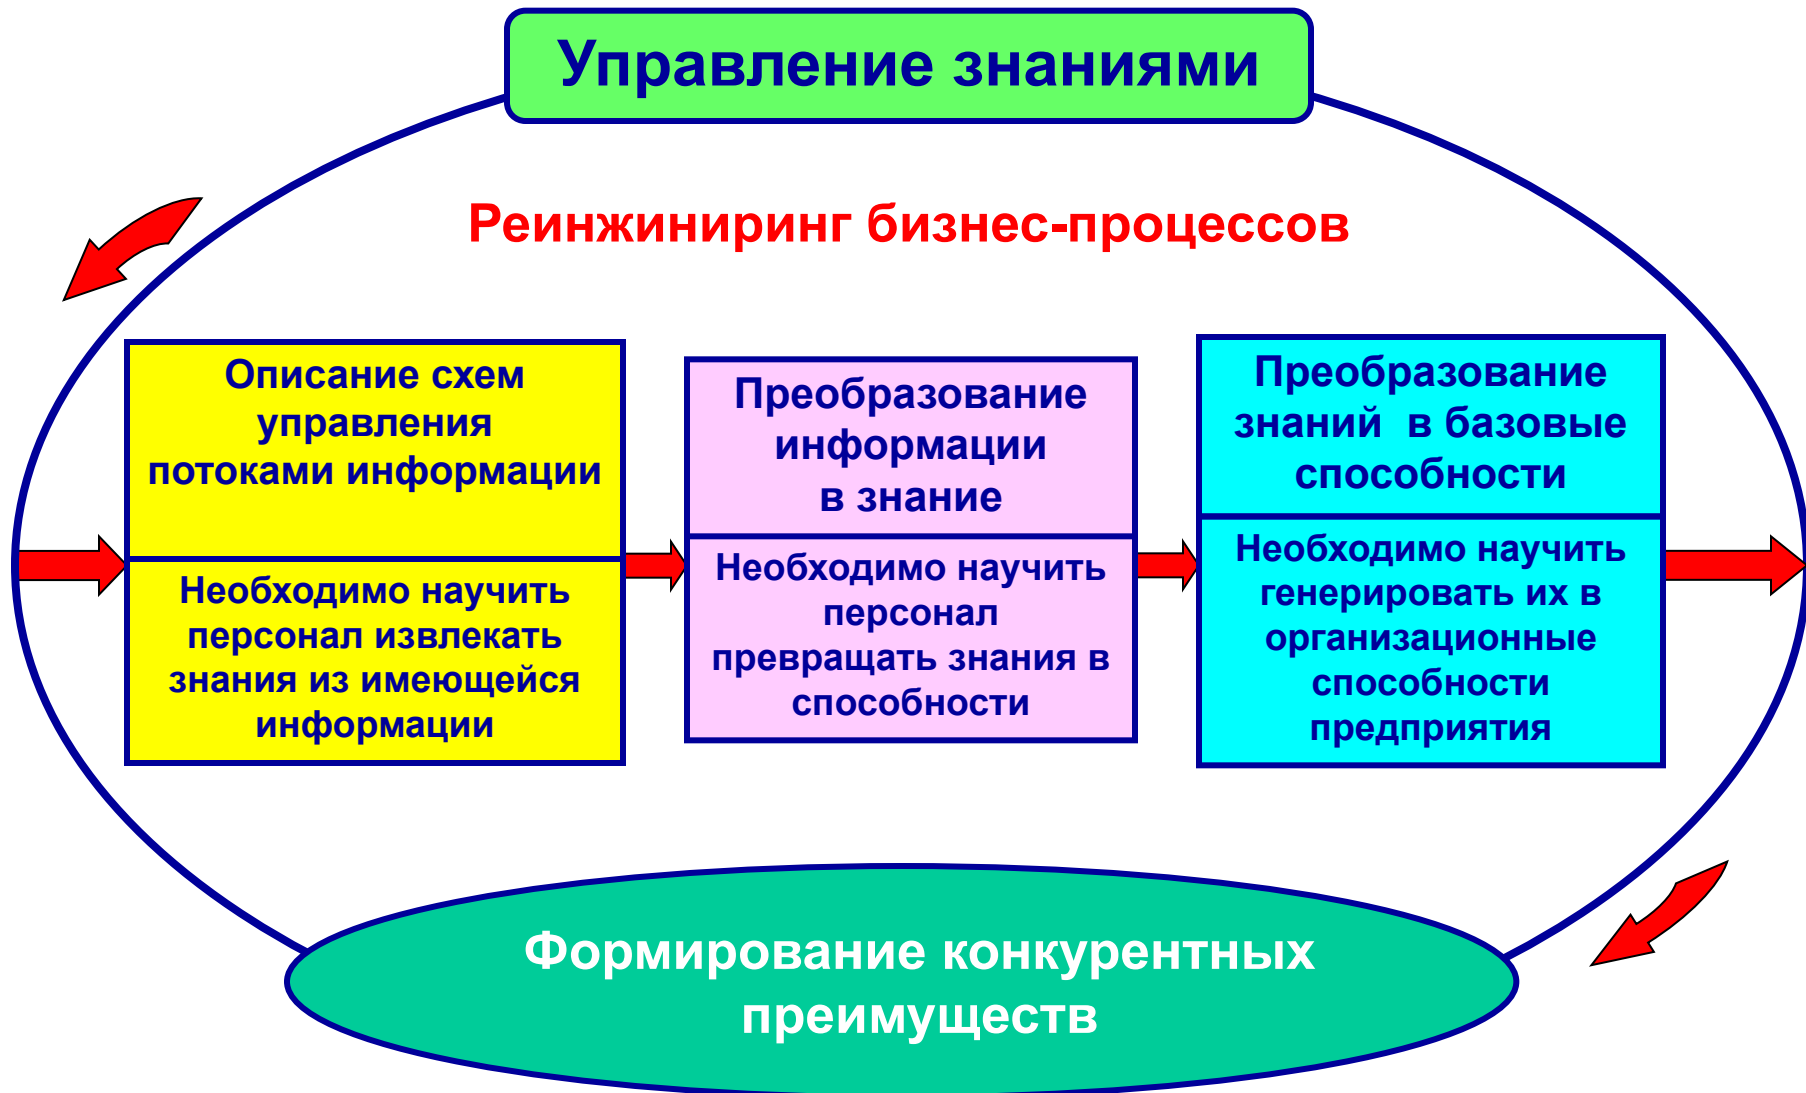 Управление знаниями
Реинжиниринг бизнес-процессов
Описание схем
управления
потоками информации
Необходимо научить
персонал извлекать
знания из имеющейся
информации
Преобразование
информации
в знание
Необходимо научить
персонал
превращать знания в
способности
Преобразование
знаний в базовые
способности
Необходимо научить
генерировать их в
организационные
способности
предприятия
Формирование конкурентных
преимуществ